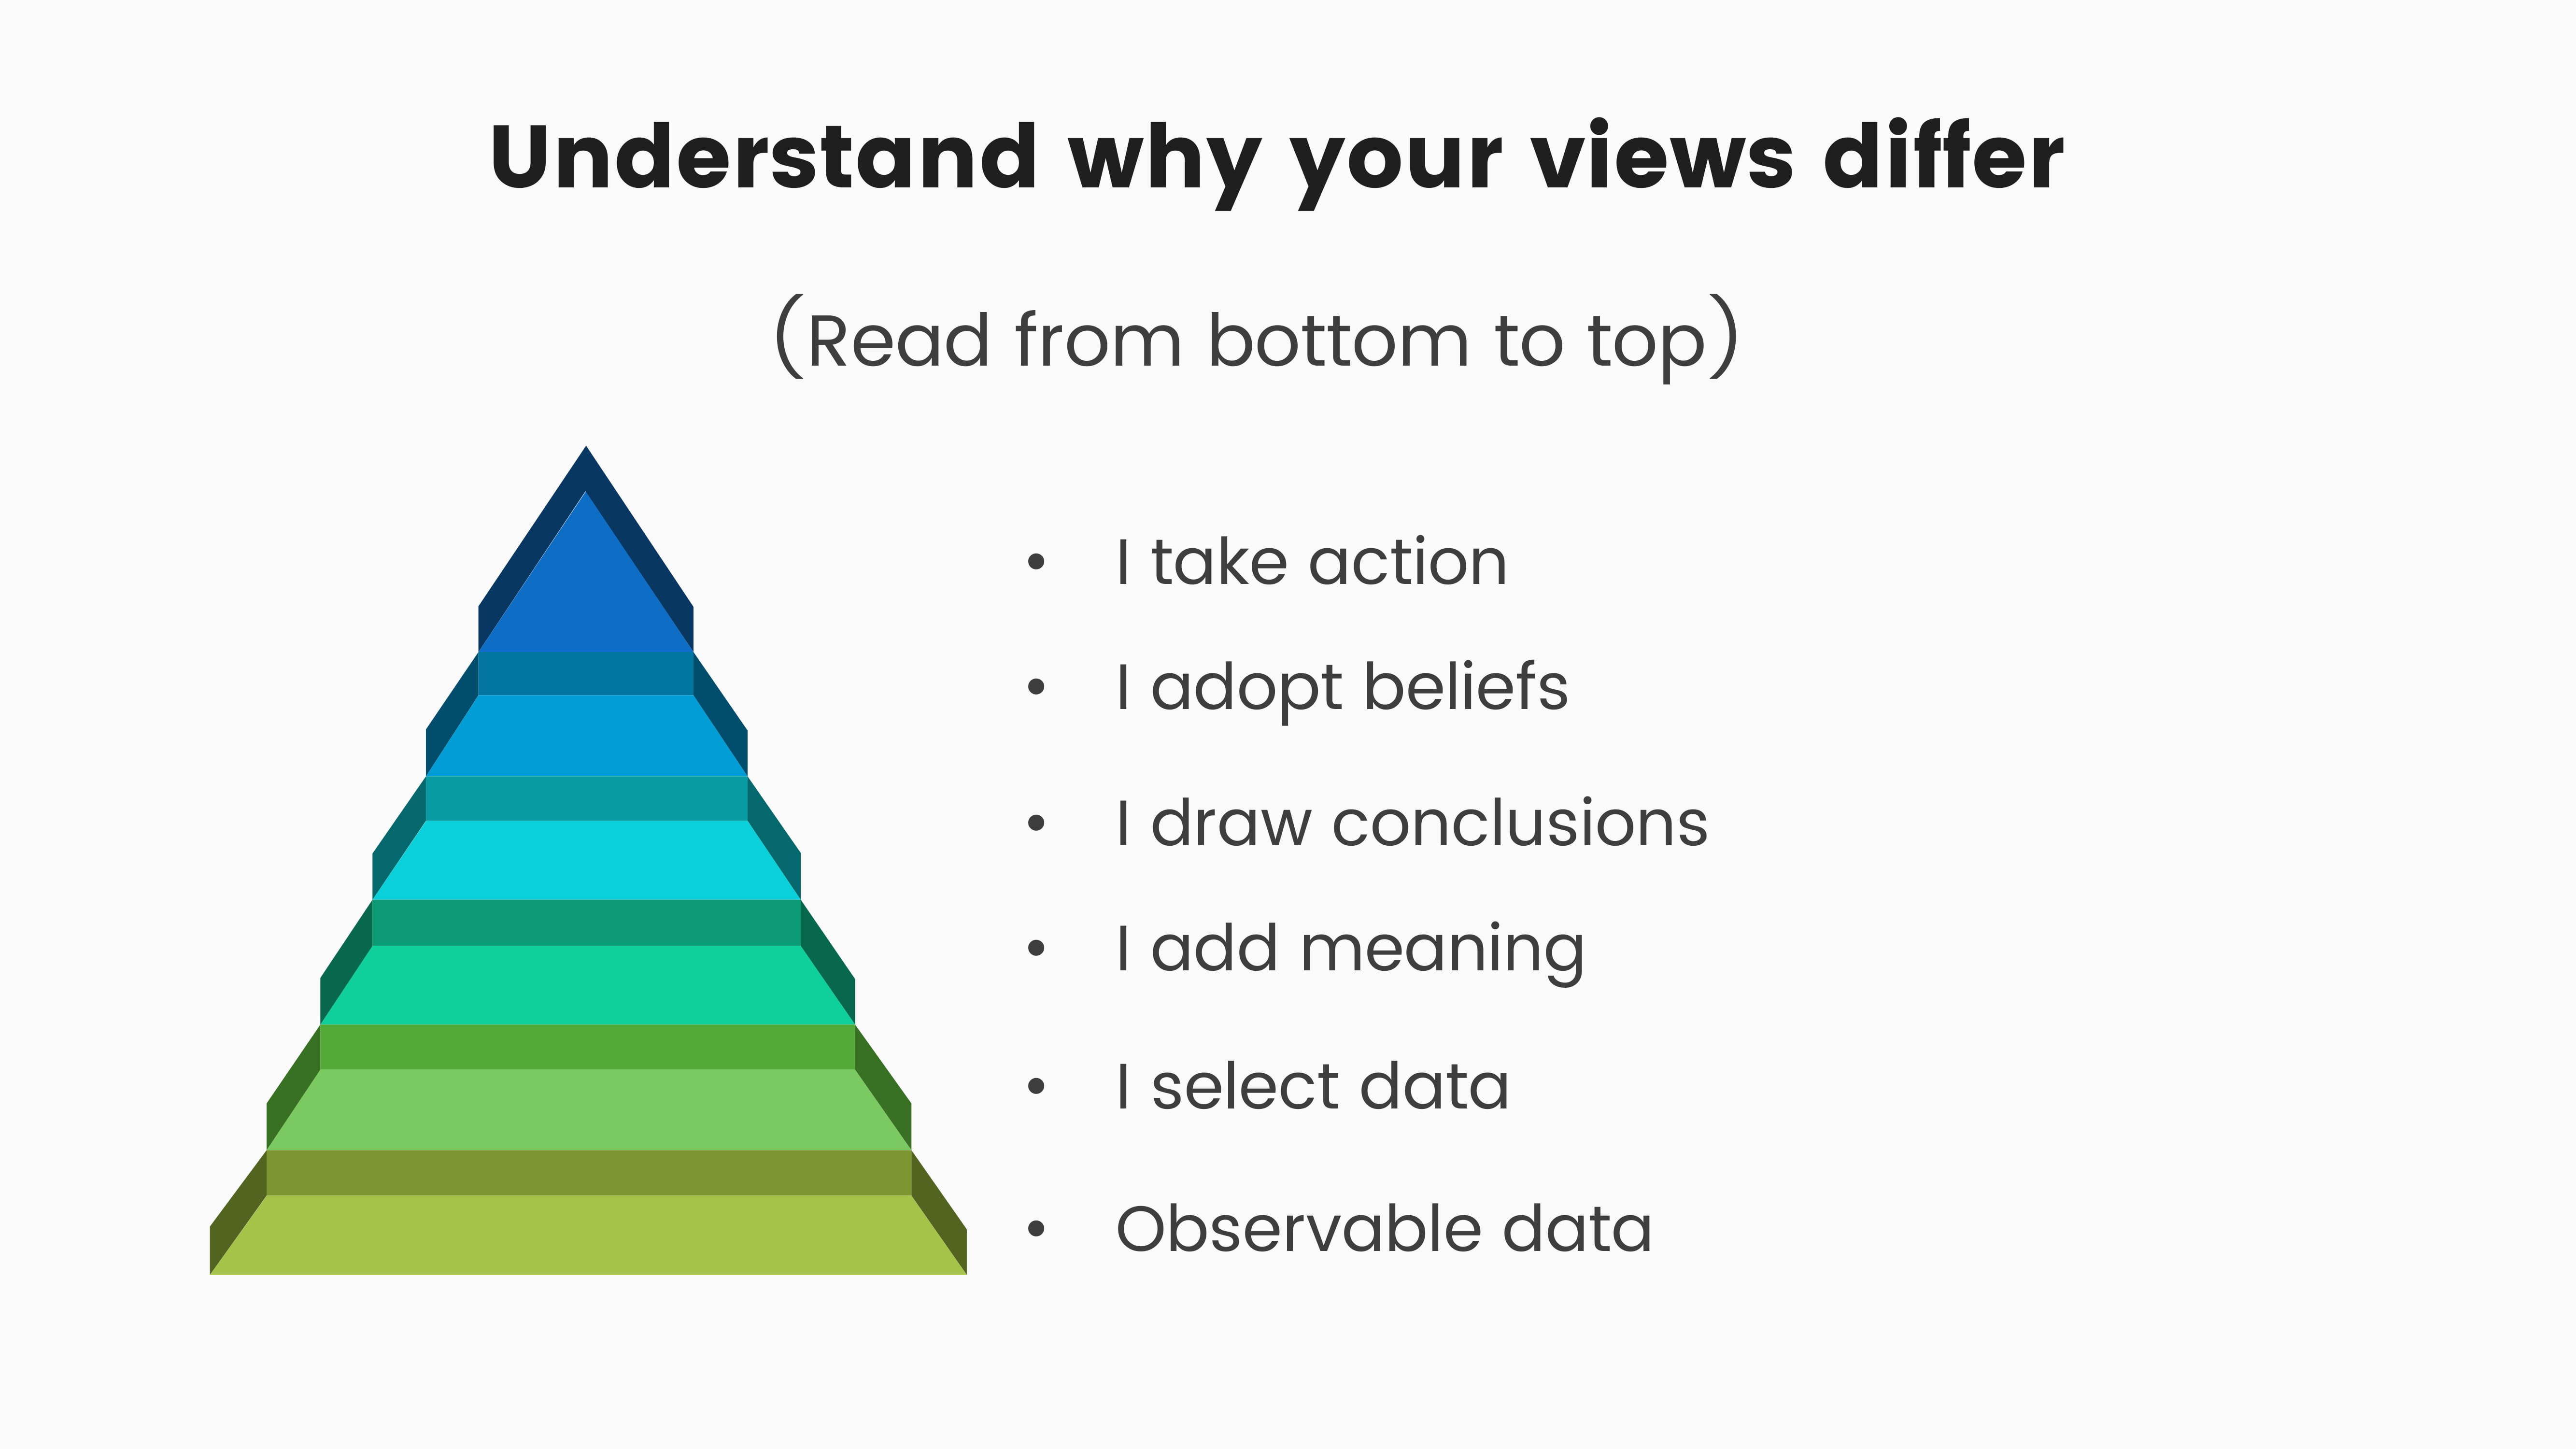 Understand why your views differ
(Read from bottom to top)
• I take action
• I adopt beliefs
• I draw conclusions
• I add meaning
• I select data
• Observable data